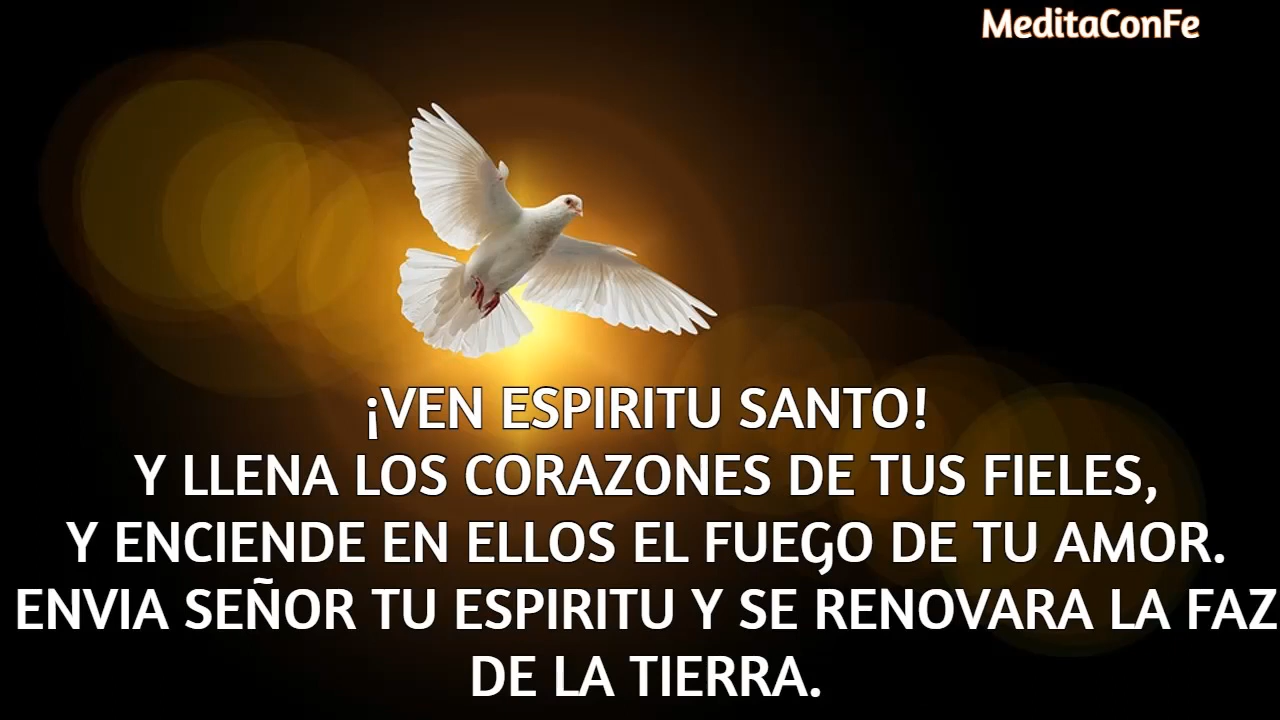 MeditaConFe
¡VEN ESPIRITU SANTO!
Y LLENA LOS CORAZONES DE TUS FIELES,
Y ENCIENDE EN ELLOS EL FUEGO DE TU AMOR.
ENVIA SEÑOR TU ESPIRITU Y SE RENOVARA LA FAZ
DE LA TIERRA.